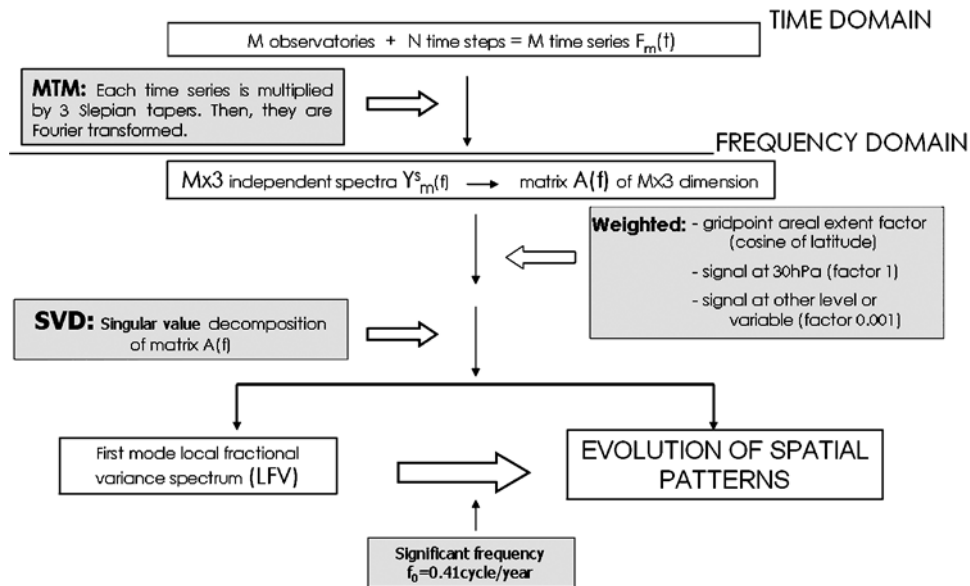 TIME DOMAIN
M observatories + N time steps = M time series F_m(t)
MTM: Each time series is multiplied
by 3 Slepian tapers. Then, they are
Fourier transformed.
FREQUENCY DOMAIN
Mx3 independent spectra Y^s_m(f) → matrix A(f) of Mx3 dimension
Weighted: - gridpoint areal extent factor
(cosine of latitude)
- signal at 30hPa (factor 1)
- signal at other level or
variable (factor 0.001)
SVD: Singular value decomposition
of matrix A(f)
First mode local fractional
variance spectrum (LFV)
EVOLUTION OF SPATIAL
PATTERNS
Significant frequency
f₀=0.41cycle/year